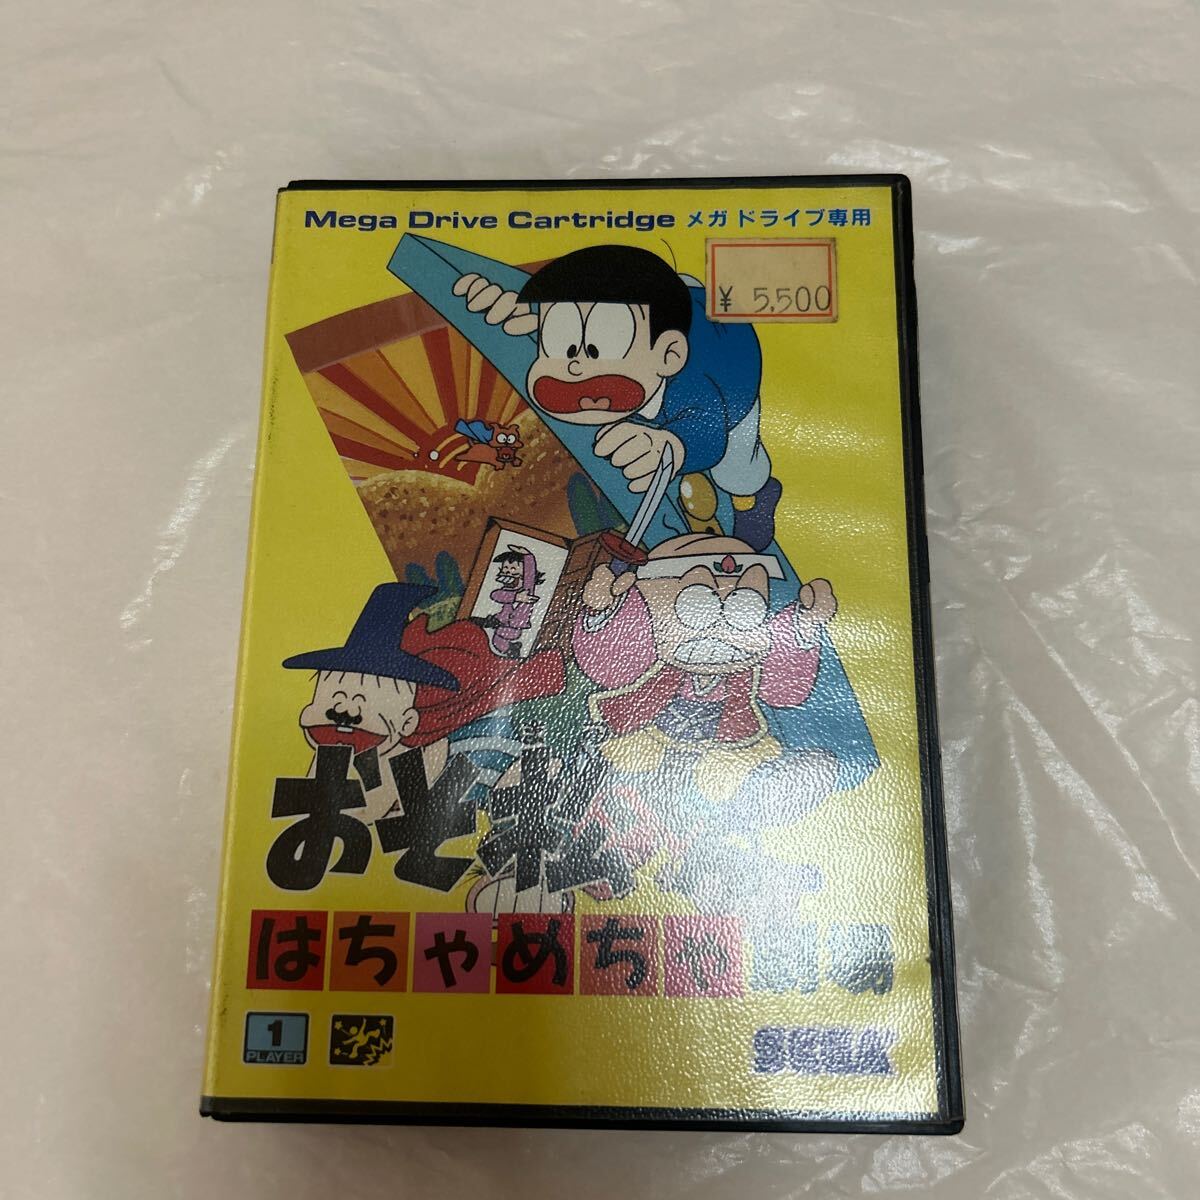 Mega Drive Cartridge メガドライブ専用
¥ 5,500
おそ松くん
はちゃめちゃ劇場
1
PLAYER
SEGA